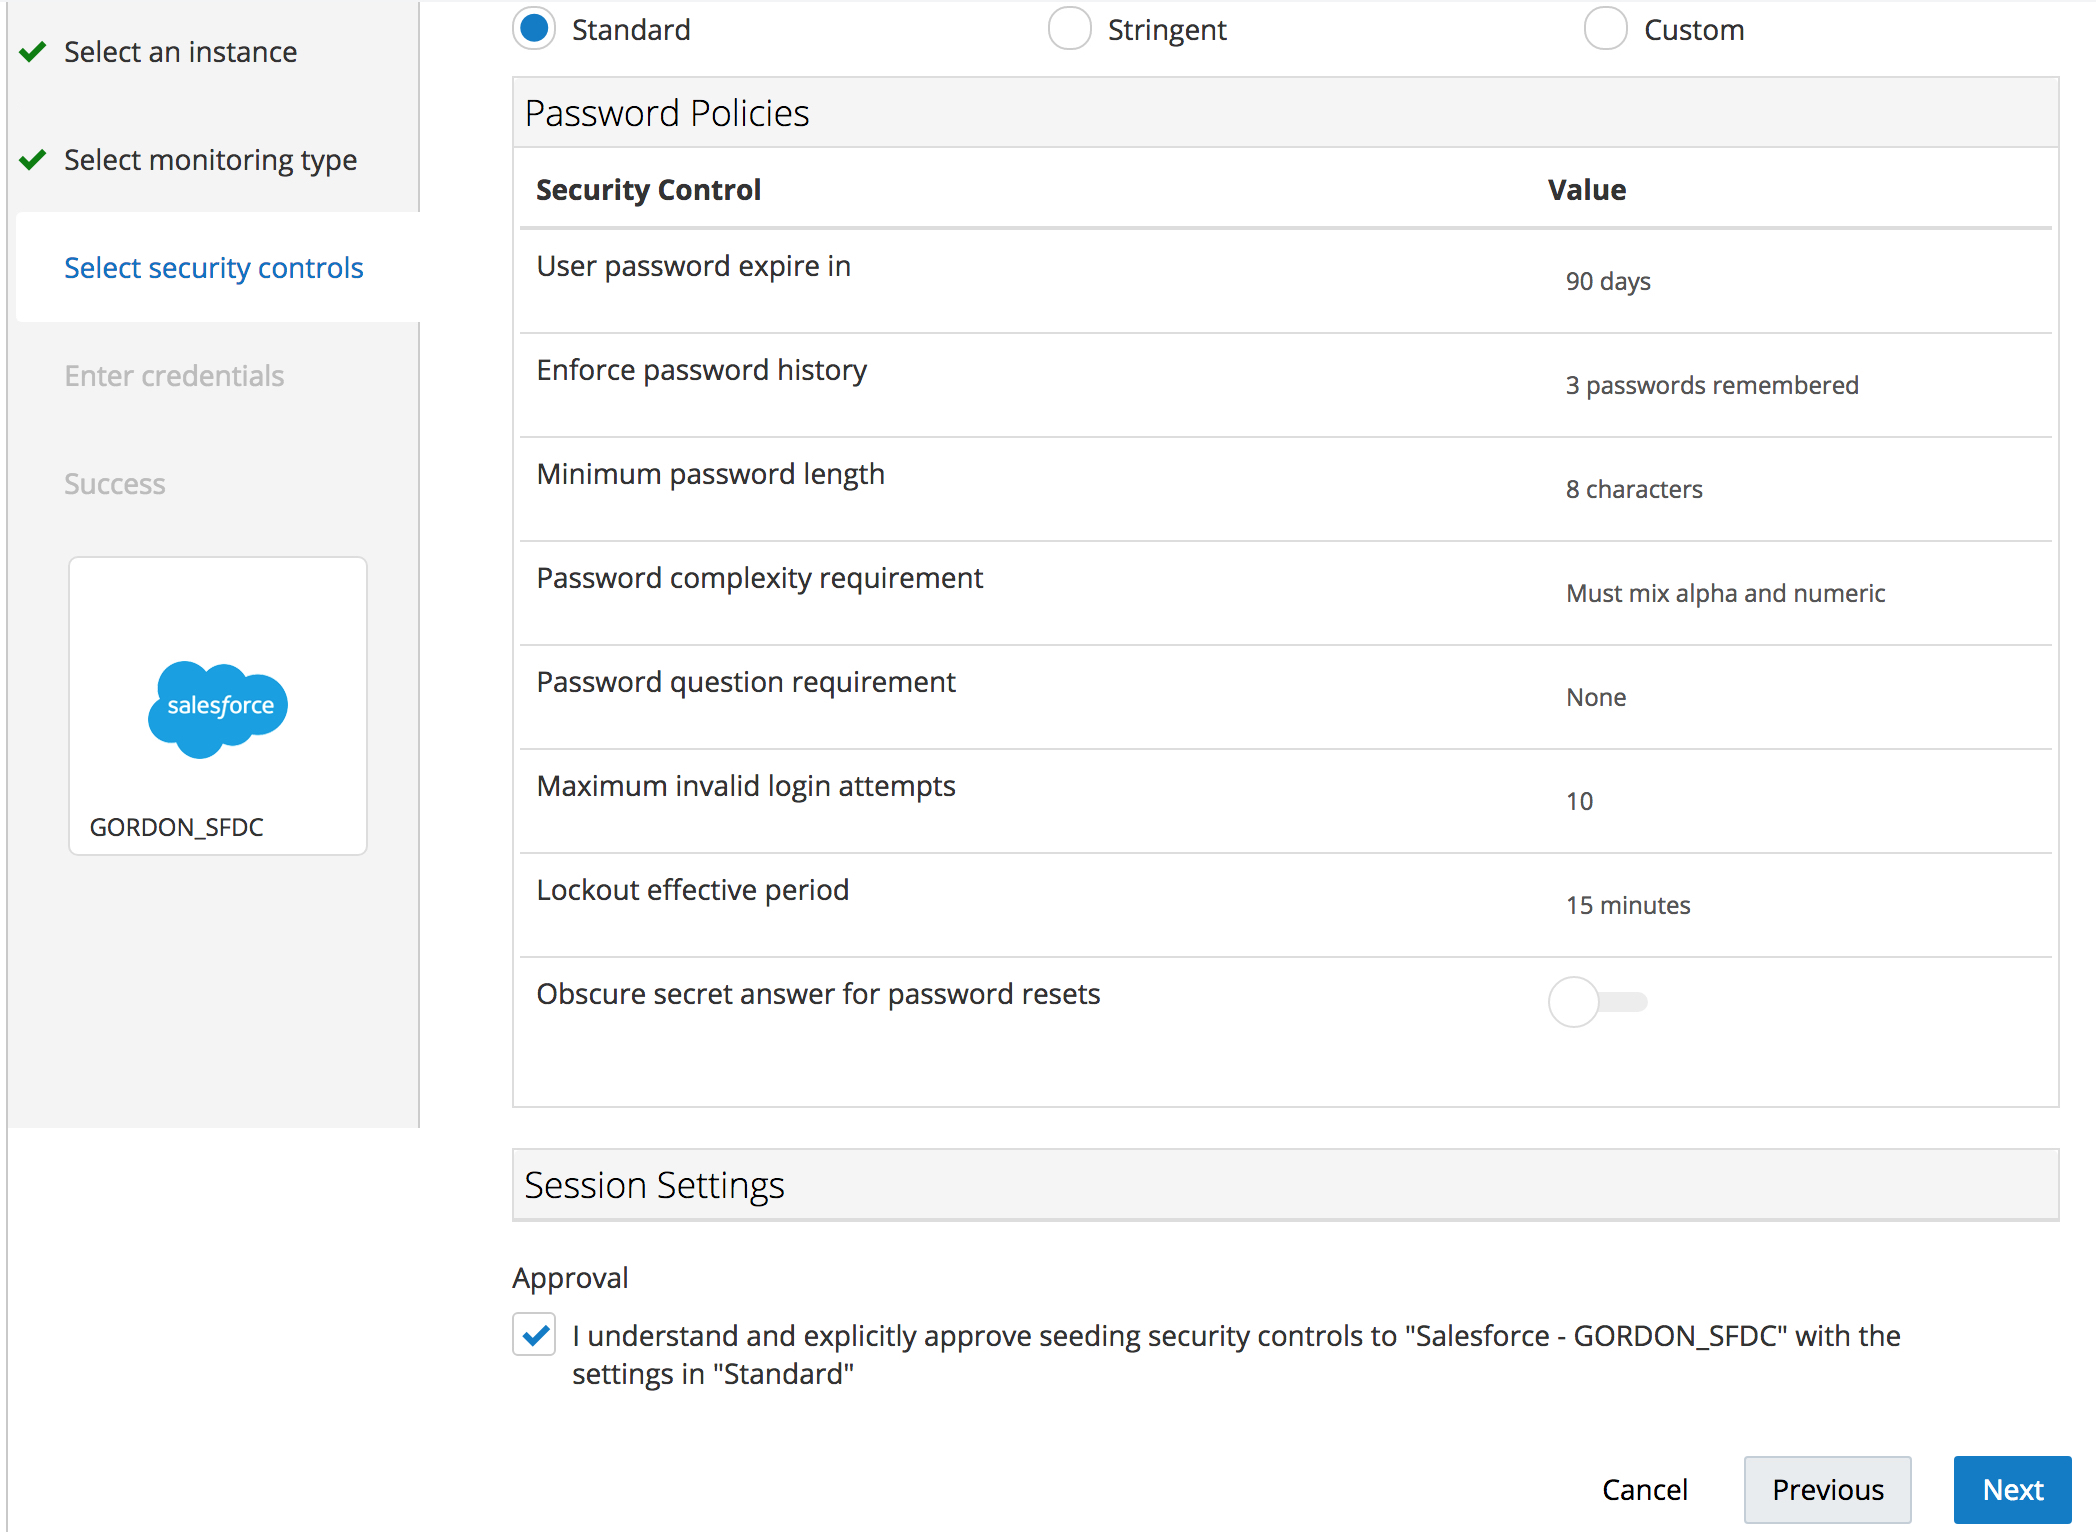 Select an instance
Select monitoring type
Select security controls
Enter credentials
Success
salesforce
GORDON_SFDC
Standard
Stringent
Custom
Password Policies
Security Control Value
User password expire in 90 days
Enforce password history 3 passwords remembered
Minimum password length 8 characters
Password complexity requirement Must mix alpha and numeric
Password question requirement None
Maximum invalid login attempts 10
Lockout effective period 15 minutes
Obscure secret answer for password resets
Session Settings
Approval
I understand and explicitly approve seeding security controls to "Salesforce - GORDON_SFDC" with the
settings in "Standard"
Cancel Previous Next